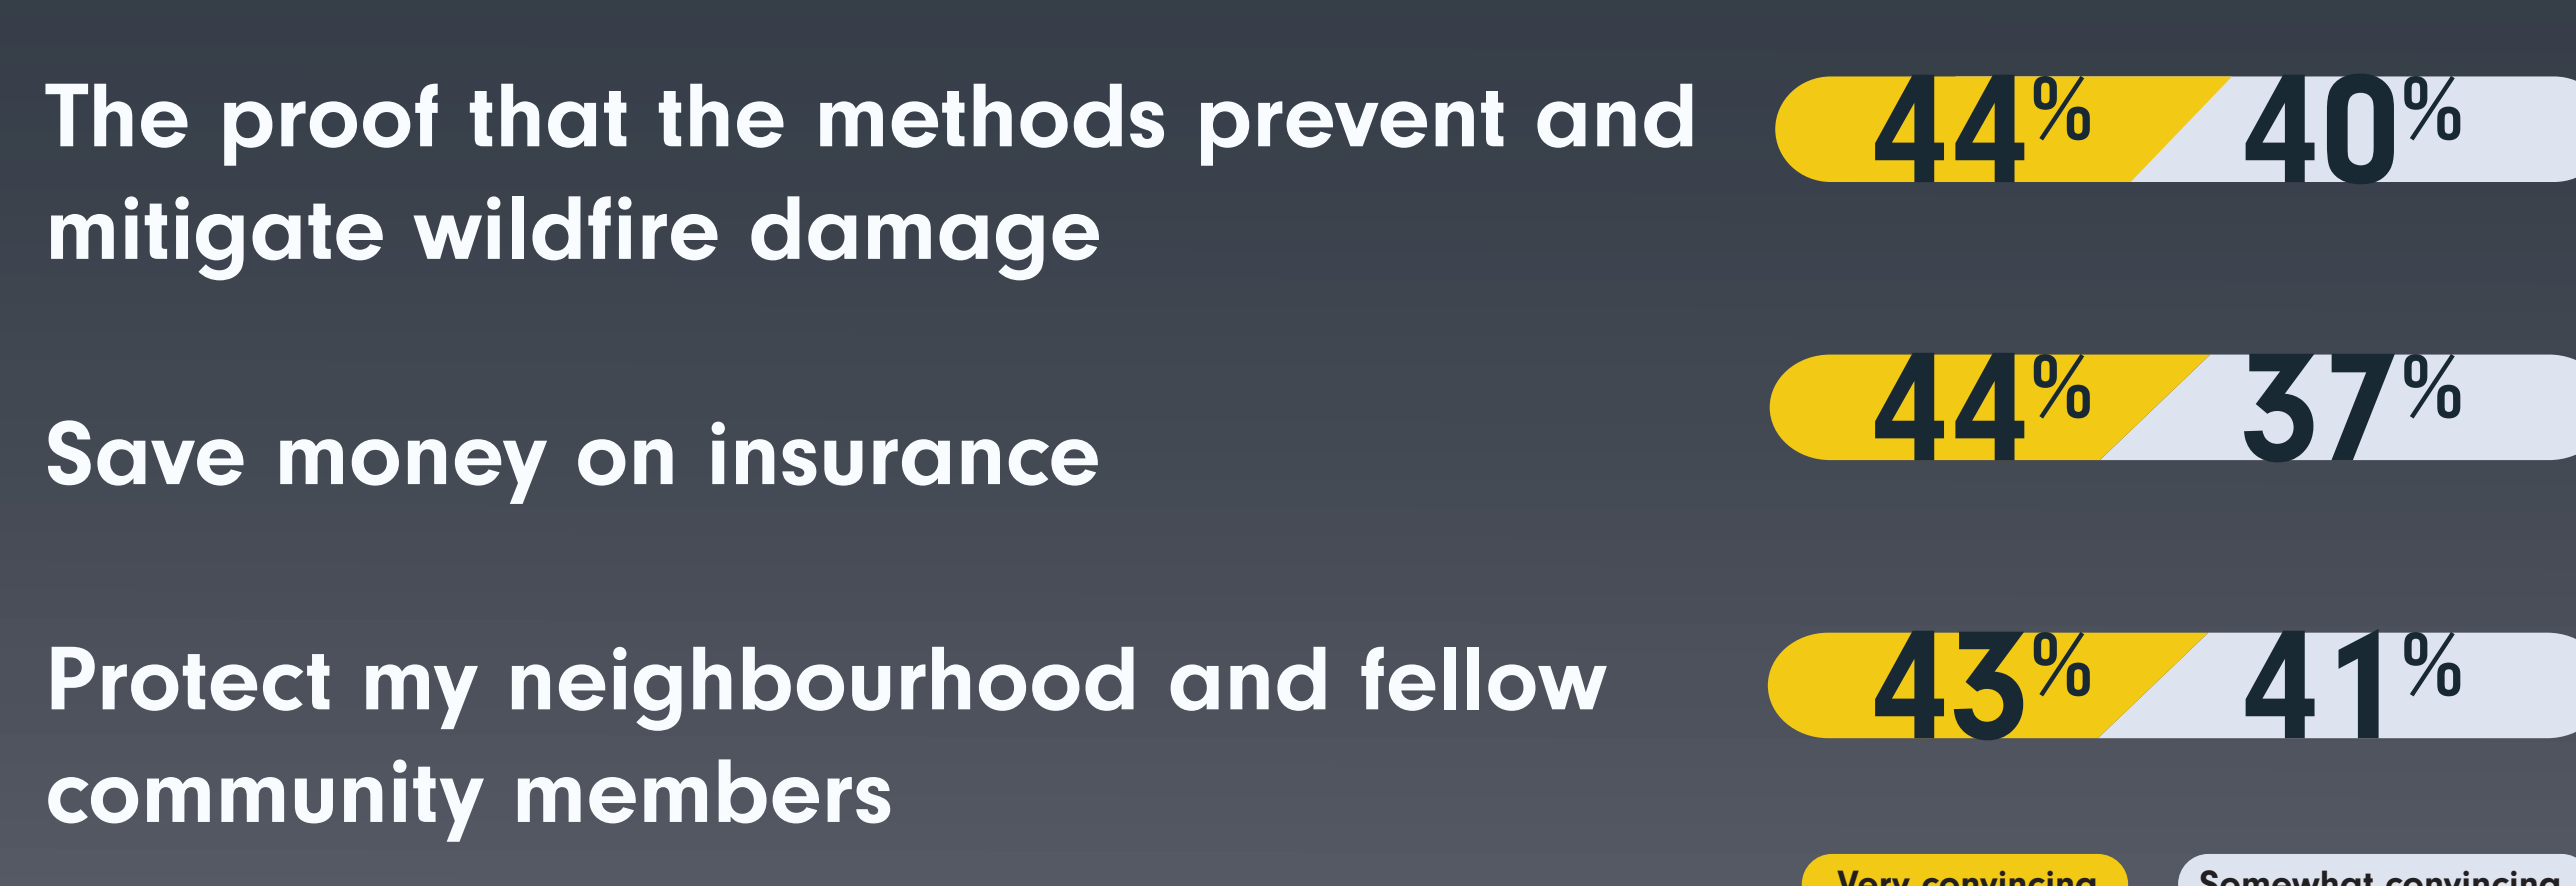 The proof that the methods prevent and
mitigate wildfire damage
44% 40%
Save money on insurance
44% 37%
Protect my neighbourhood and fellow
community members
43% 41%
Very convincing Somewhat convincing